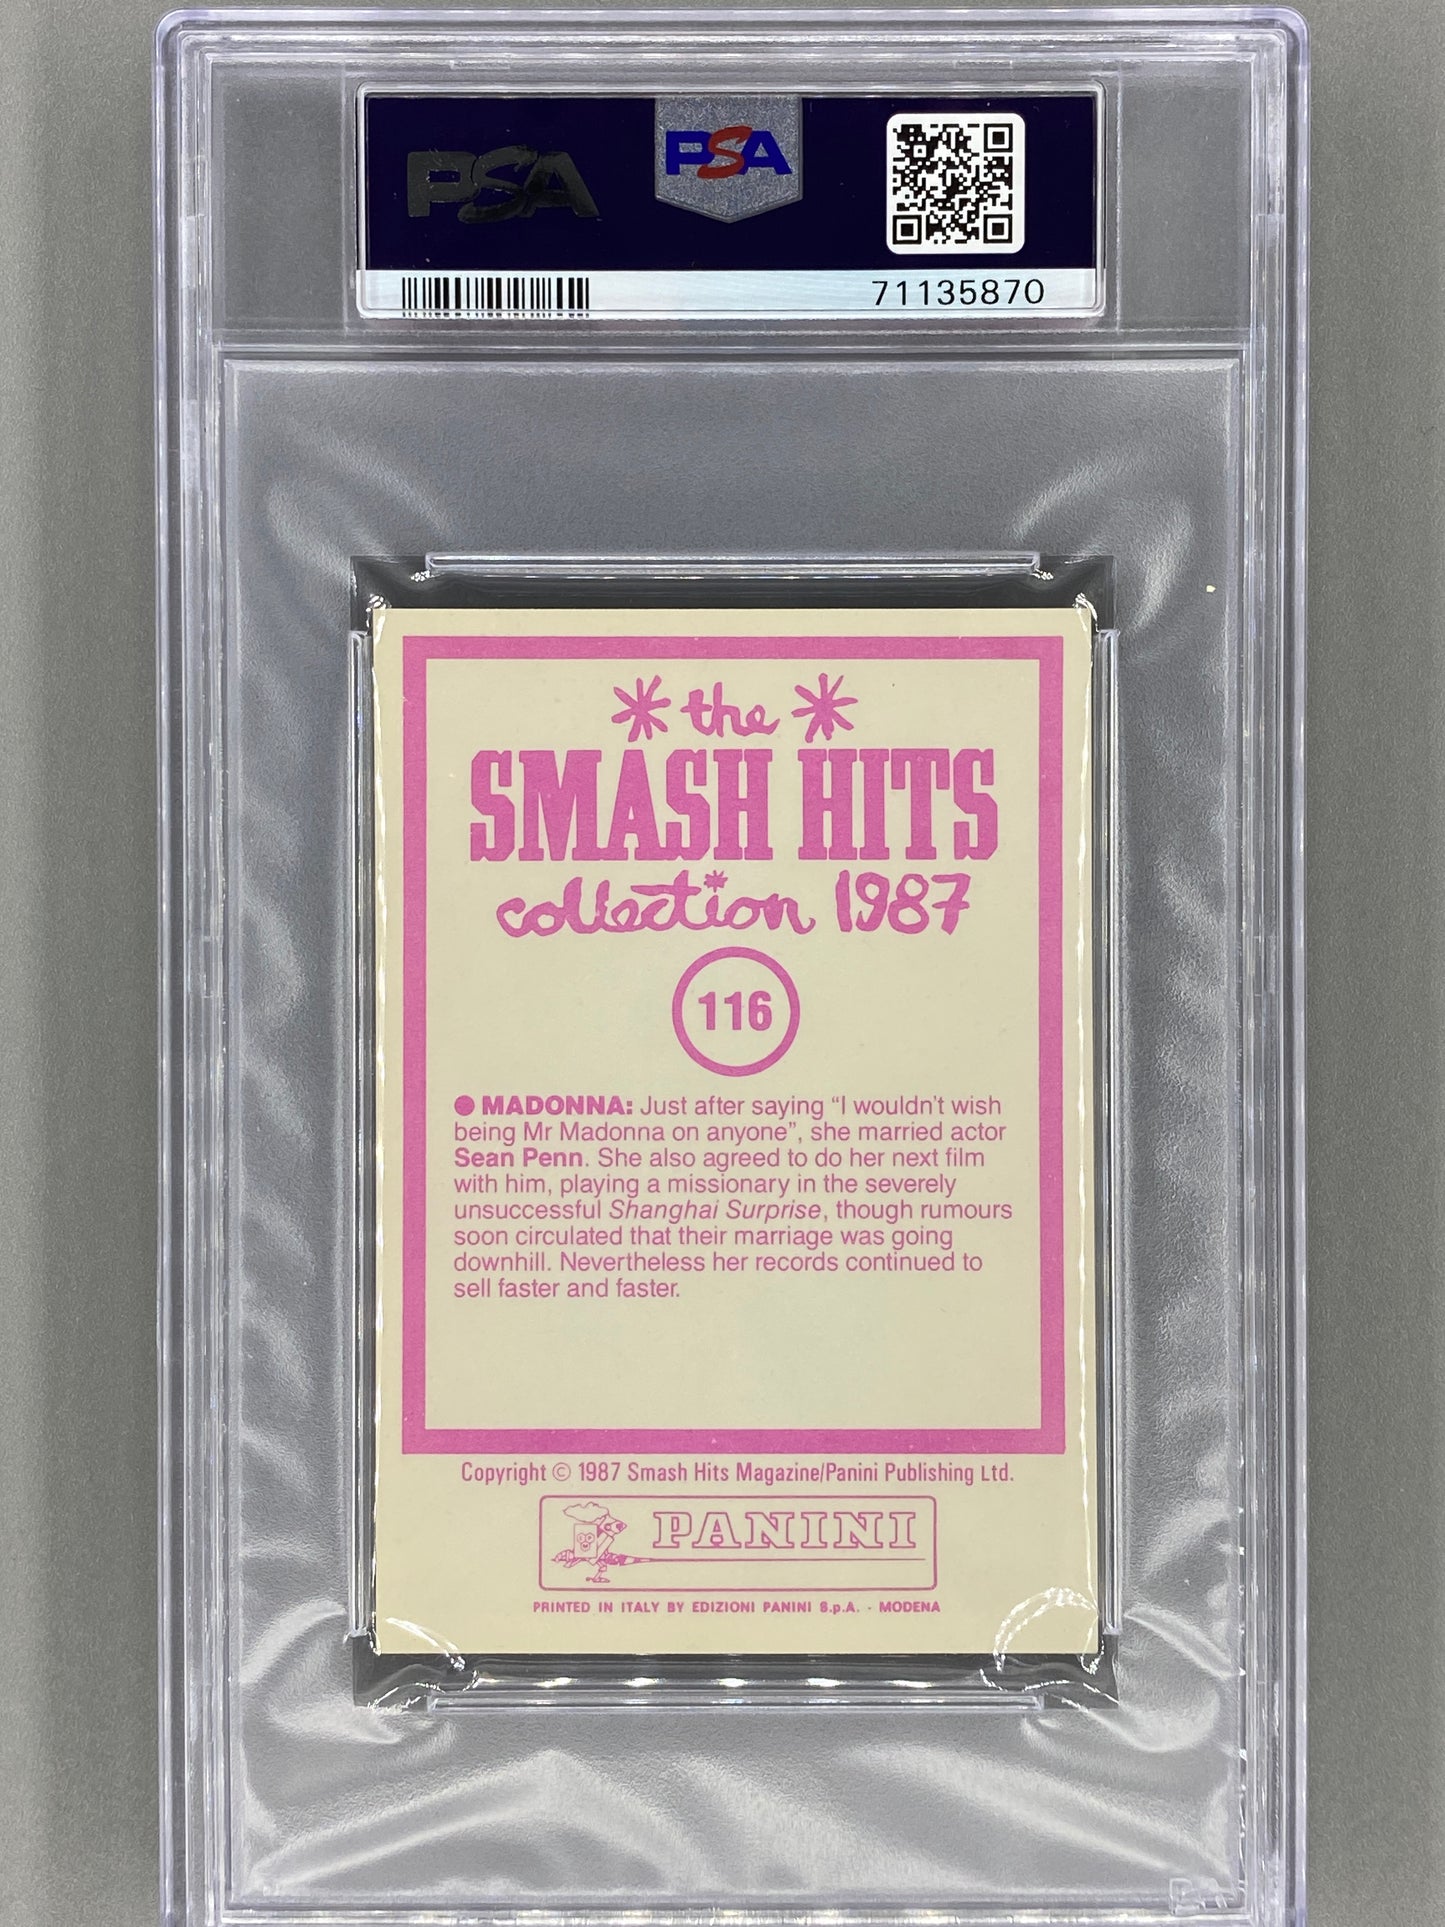 PSA PSA
71135870
the
SMASH HITS
collection 1987
116
● MADONNA: Just after saying “I wouldn't wish
being Mr Madonna on anyone”, she married actor
Sean Penn. She also agreed to do her next film
with him, playing a missionary in the severely
unsuccessful Shanghai Surprise, though rumours
soon circulated that their marriage was going
downhill. Nevertheless her records continued to
sell faster and faster.
Copyright © 1987 Smash Hits Magazine/Panini Publishing Ltd.
PANINI
PRINTED IN ITALY BY EDIZIONI PANINI S.p.A. - MODENA
PSA